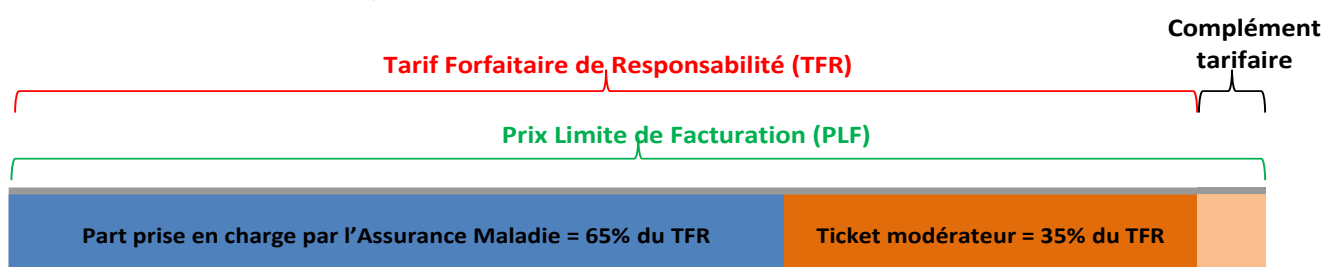 Complément
tarifaire
Tarif Forfaitaire de Responsabilité (TFR)
Prix Limite de Facturation (PLF)
Part prise en charge par l’Assurance Maladie = 65% du TFR
Ticket modérateur = 35% du TFR